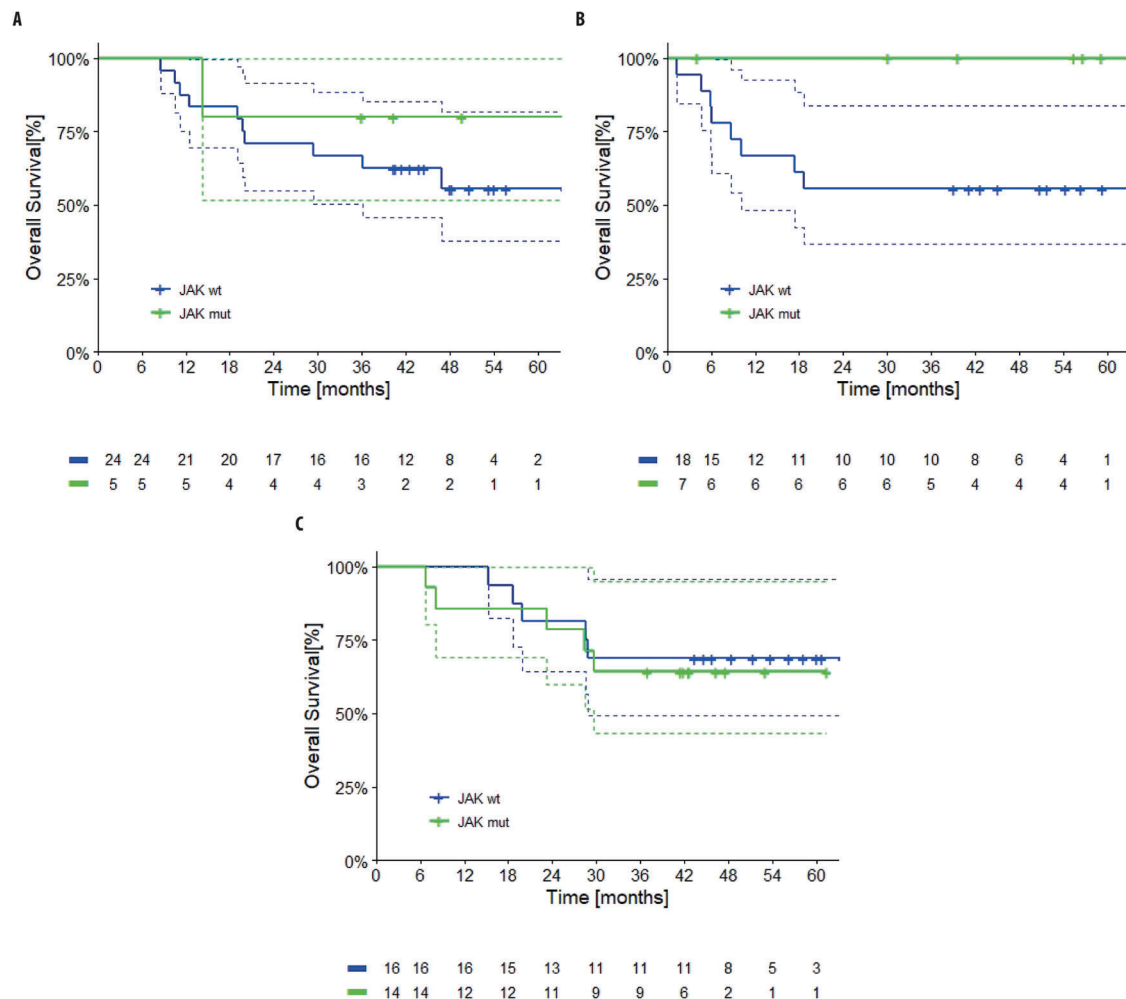 A
B
100%
75%
50%
25%
0%
Overall Survival[%]
JAK wt
JAK mut
0 6 12 18 24 30 36 42 48 54 60
Time [months]
24 24 21 20 17 16 16 12 8 4 2
5 5 5 4 4 4 3 2 2 1 1
100%
75%
50%
25%
0%
Overall Survival[%]
JAK wt
JAK mut
0 6 12 18 24 30 36 42 48 54 60
Time [months]
18 15 12 11 10 10 10 8 6 4 1
7 6 6 6 6 6 5 4 4 4 1
C
100%
75%
50%
25%
0%
Overall Survival[%]
JAK wt
JAK mut
0 6 12 18 24 30 36 42 48 54 60
Time [months]
16 16 16 15 13 11 11 11 8 5 3
14 14 12 12 11 9 9 6 2 1 1